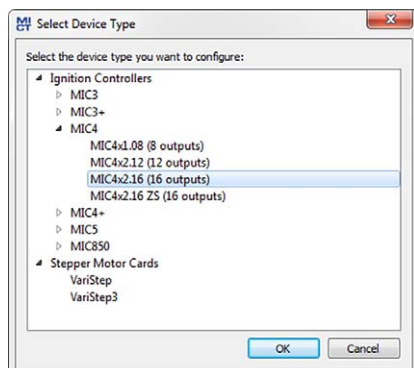 MICT Select Device Type
Select the device type you want to configure:
Ignition Controllers
MIC3
MIC3+
MIC4
MIC4x1.08 (8 outputs)
MIC4x2.12 (12 outputs)
MIC4x2.16 (16 outputs)
MIC4x2.16 ZS (16 outputs)
MIC4+
MIC5
MIC850
Stepper Motor Cards
VariStep
VariStep3
OK Cancel